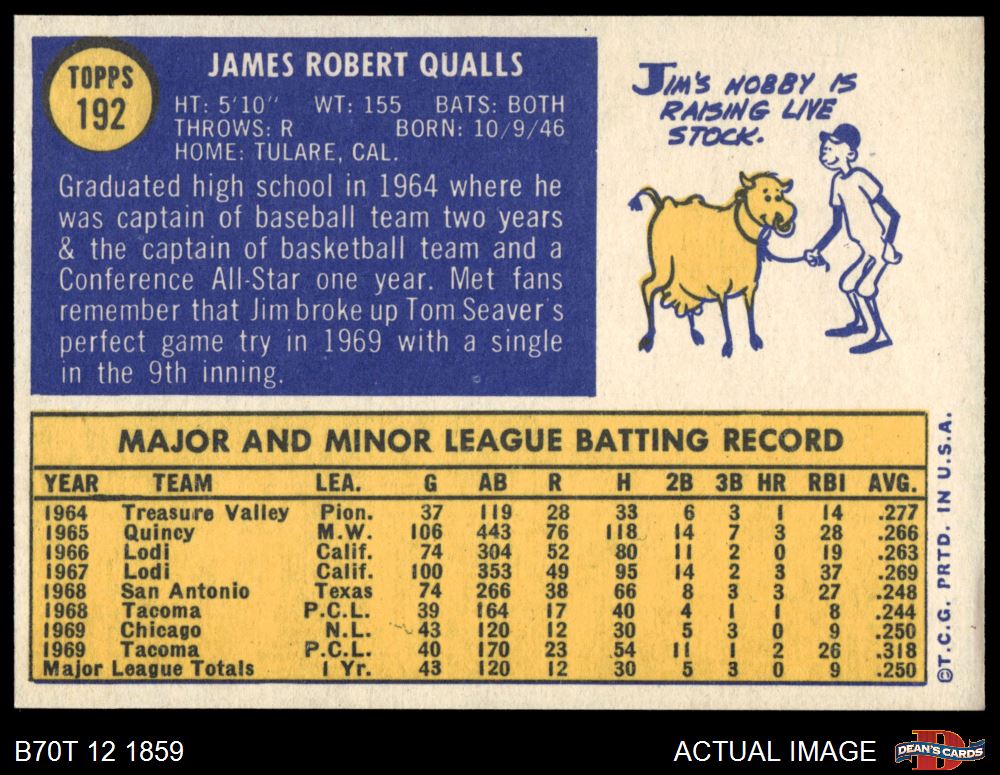 TOPPS
192
JAMES ROBERT QUALLS
HT: 5'10" WT: 155 BATS: BOTH
THROWS: R BORN: 10/9/46
HOME: TULARE, CAL.
Graduated high school in 1964 where he
was captain of baseball team two years
& the captain of basketball team and a
Conference All-Star one year. Met fans
remember that Jim broke up Tom Seaver's
perfect game try in 1969 with a single
in the 9th inning.
JIM'S HOBBY IS
RAISING LIVE
STOCK.
MAJOR AND MINOR LEAGUE BATTING RECORD
YEAR TEAM LEA. G AB R H 2B 3B HR RBI AVG.
1964 Treasure Valley Pion. 37 119 28 33 6 3 1 14 .277
1965 Quincy M.W. 106 443 76 118 14 7 3 28 .266
1966 Lodi Calif. 74 304 52 80 11 2 0 19 .263
1967 Lodi Calif. 100 353 49 95 14 2 3 37 .269
1968 San Antonio Texas 74 266 38 66 8 3 3 27 .248
1968 Tacoma P.C.L. 39 164 17 40 4 1 1 8 .244
1969 Chicago N.L. 43 120 12 30 5 3 0 9 .250
1969 Tacoma P.C.L. 40 170 23 54 11 1 2 26 .318
Major League Totals 1 Yr. 43 120 12 30 5 3 0 9 .250
©T.C.G. PRTD. IN U.S.A.
B70T 12 1859
ACTUAL IMAGE
DEAN'S CARDS